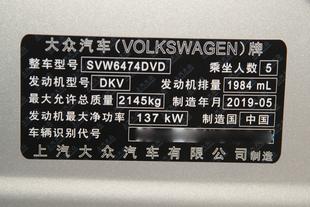 大众汽车(VOLKSWAGEN)牌
整车型号 SVW6474DVD 乘坐人数 5
发动机型号 DKV 发动机排量 1984 mL
最大允许总质量 2145kg 制造年月 2019-05
发动机最大净功率 137 kW 制造国 中国
车辆识别代号
上汽大众汽车有限公司制造